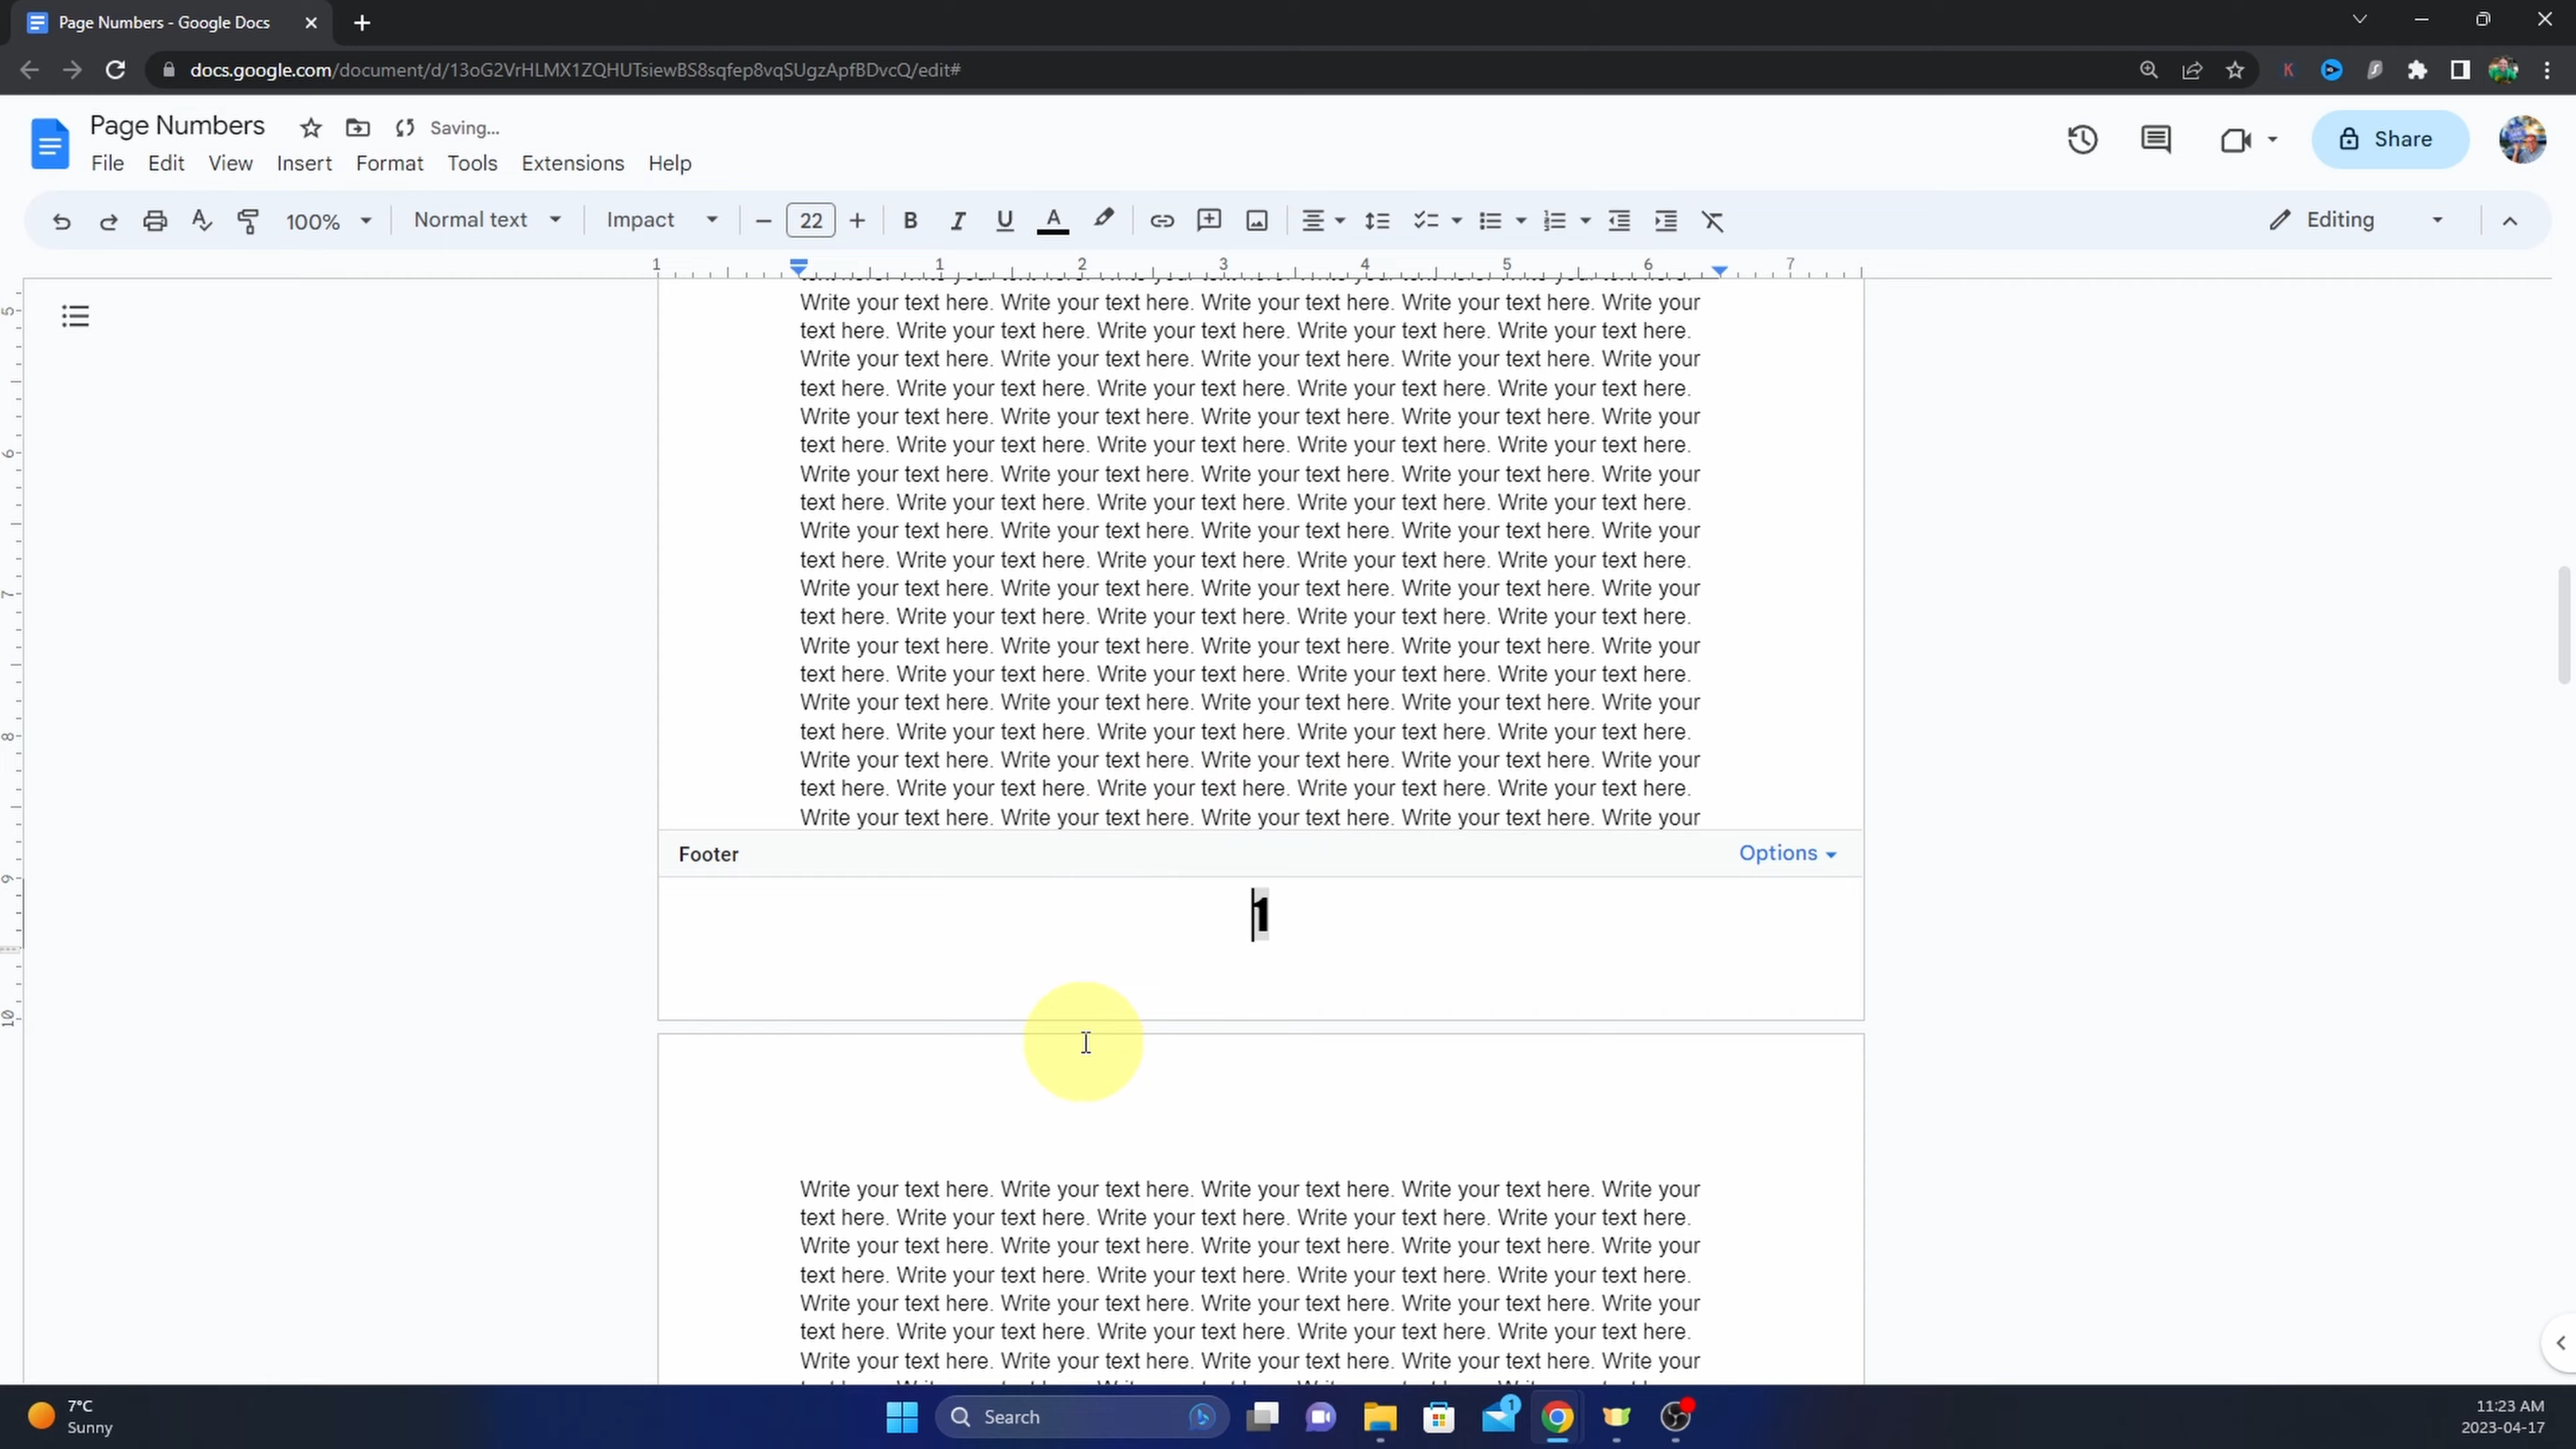 Page Numbers - Google Docs
docs.google.com/document/d/13oG2VrHLMX1ZQHUTsiewBS8sqfep8vqSUgzApfBDvcQ/edit#
Page Numbers Saving...
File Edit View Insert Format Tools Extensions Help
Share
100% Normal text Impact 22 B I U A Editing
1 1 2 3 4 5 6 7
Write your text here. Write your text here. Write your text here. Write your text here. Write your
text here. Write your text here. Write your text here. Write your text here. Write your text here.
Write your text here. Write your text here. Write your text here. Write your text here. Write your
text here. Write your text here. Write your text here. Write your text here. Write your text here.
Write your text here. Write your text here. Write your text here. Write your text here. Write your
text here. Write your text here. Write your text here. Write your text here. Write your text here.
Write your text here. Write your text here. Write your text here. Write your text here. Write your
text here. Write your text here. Write your text here. Write your text here. Write your text here.
Write your text here. Write your text here. Write your text here. Write your text here. Write your
text here. Write your text here. Write your text here. Write your text here. Write your text here.
Write your text here. Write your text here. Write your text here. Write your text here. Write your
text here. Write your text here. Write your text here. Write your text here. Write your text here.
Write your text here. Write your text here. Write your text here. Write your text here. Write your
text here. Write your text here. Write your text here. Write your text here. Write your text here.
Write your text here. Write your text here. Write your text here. Write your text here. Write your
text here. Write your text here. Write your text here. Write your text here. Write your text here.
Write your text here. Write your text here. Write your text here. Write your text here. Write your
text here. Write your text here. Write your text here. Write your text here. Write your text here.
Write your text here. Write your text here. Write your text here. Write your text here. Write your
Footer Options
1
Write your text here. Write your text here. Write your text here. Write your text here. Write your
text here. Write your text here. Write your text here. Write your text here. Write your text here.
Write your text here. Write your text here. Write your text here. Write your text here. Write your
text here. Write your text here. Write your text here. Write your text here. Write your text here.
Write your text here. Write your text here. Write your text here. Write your text here. Write your
text here. Write your text here. Write your text here. Write your text here. Write your text here.
Write your text here. Write your text here. Write your text here. Write your text here. Write your
5
6
7
8
9
10
7°C
Sunny
Search
1
11:23 AM
2023-04-17